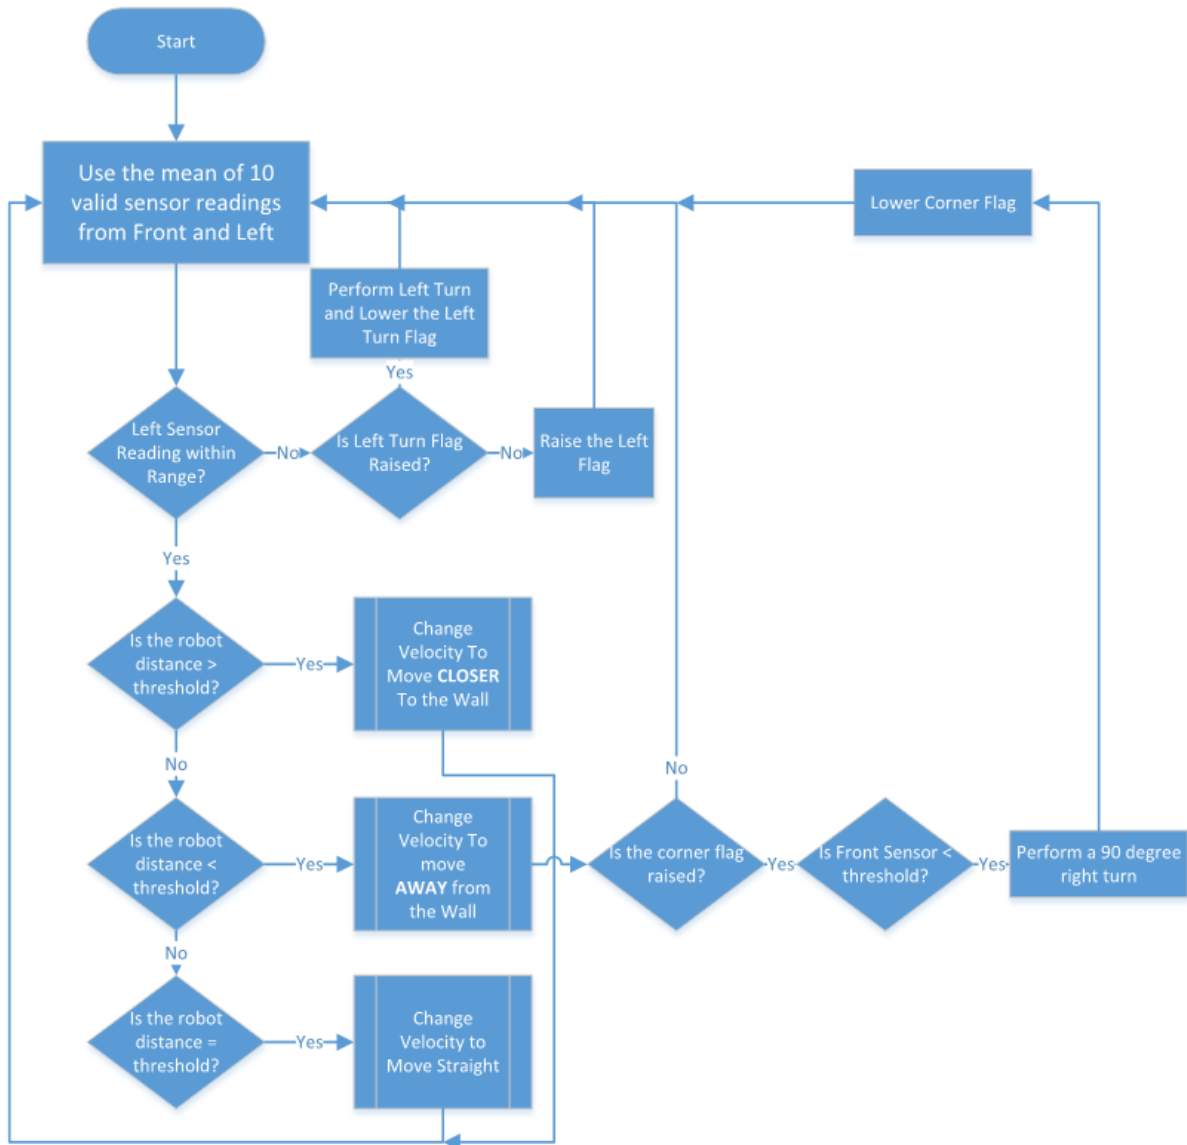 Start
Use the mean of 10
valid sensor readings
from Front and Left
Lower Corner Flag
Perform Left Turn
and Lower the Left
Turn Flag
Yes
Left Sensor
Reading within
Range?
No
Is Left Turn Flag
Raised?
No
Raise the Left
Flag
Yes
Is the robot
distance >
threshold?
Yes
Change
Velocity To
Move CLOSER
To the Wall
No
No
Is the robot
distance <
threshold?
Yes
Change
Velocity To
move
AWAY from
the Wall
Is the corner flag
raised?
Yes
Is Front Sensor <
threshold?
Yes
Perform a 90 degree
right turn
No
Is the robot
distance =
threshold?
Yes
Change
Velocity to
Move Straight